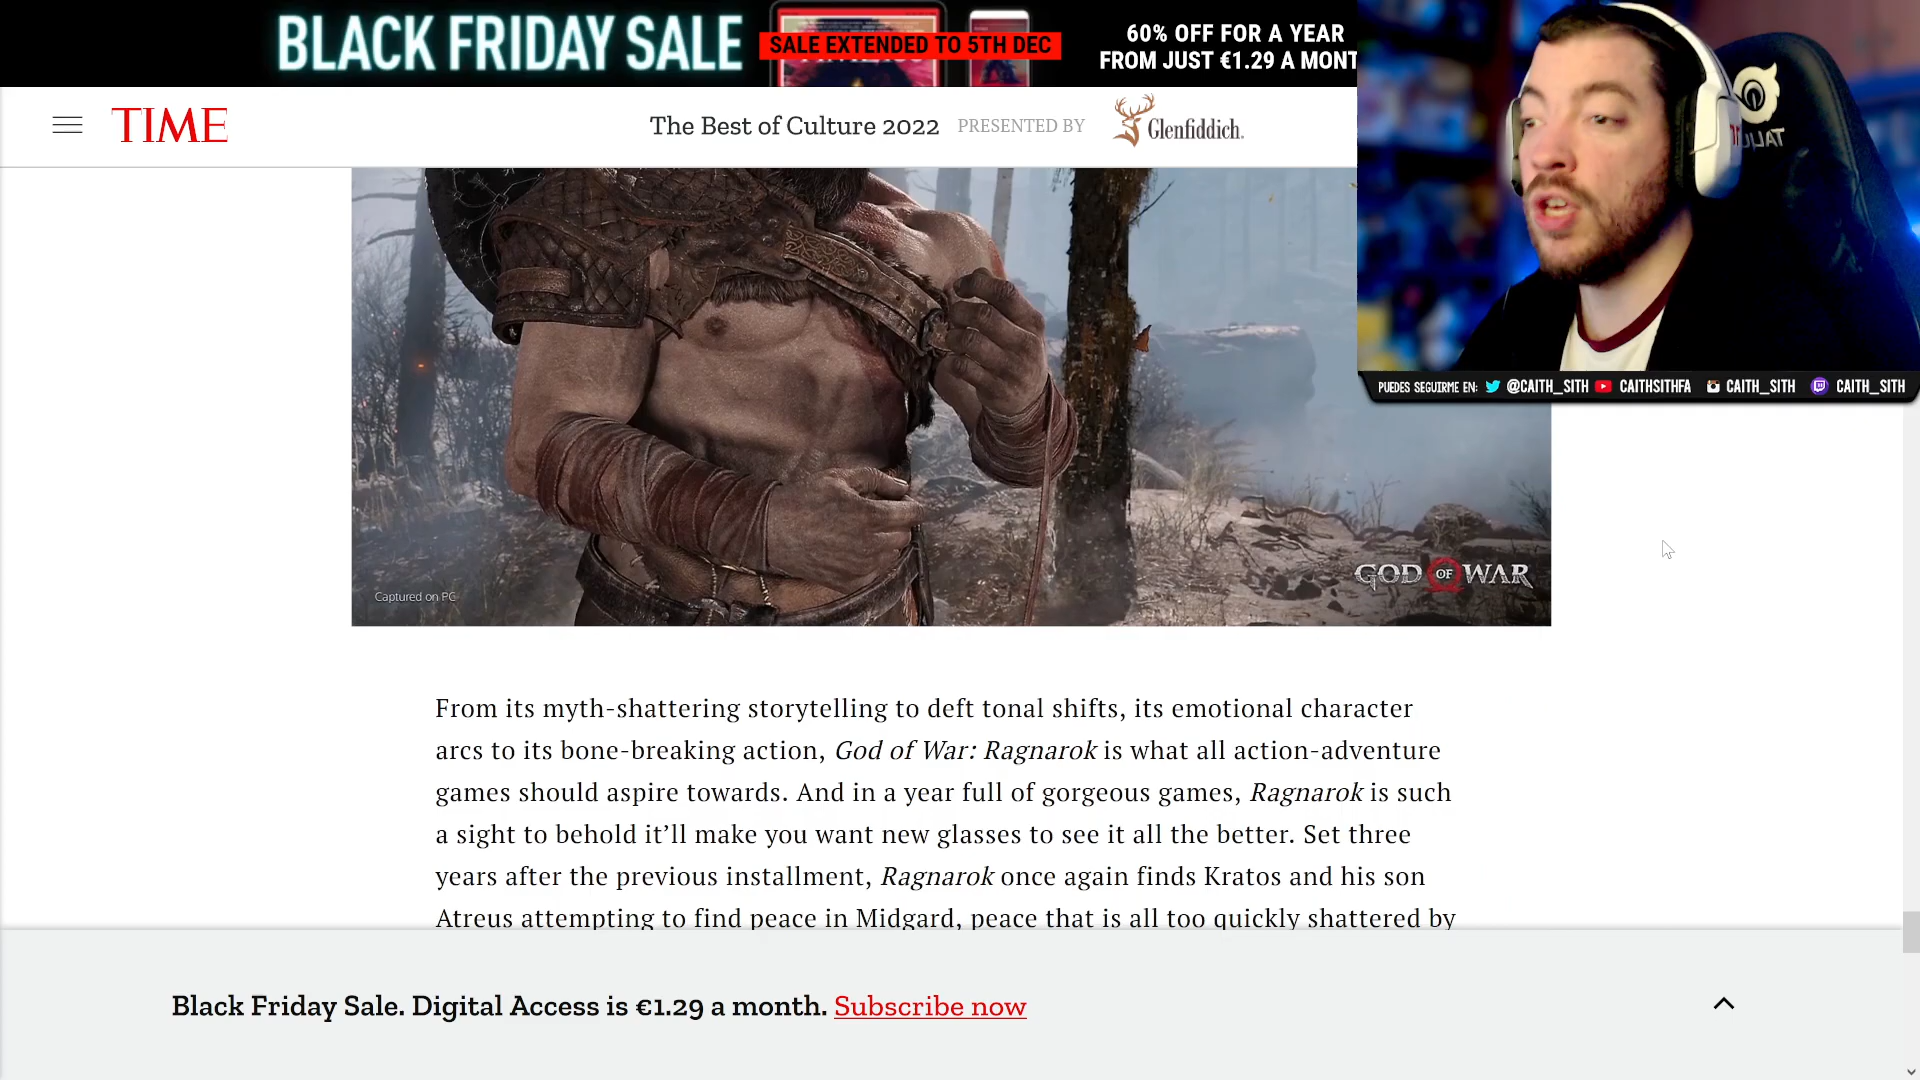 BLACK FRIDAY SALE
SALE EXTENDED TO 5TH DEC
60% OFF FOR A YEAR
FROM JUST €1.29 A MONT
TIME
The Best of Culture 2022 PRESENTED BY Glenfiddich.
PUEDES SEGUIRME EN: @CAITH_SITH CAITHSITHFA CAITH_SITH CAITH_SITH
GOD OF WAR
Captured on PC
From its myth-shattering storytelling to deft tonal shifts, its emotional character
arcs to its bone-breaking action, God of War: Ragnarok is what all action-adventure
games should aspire towards. And in a year full of gorgeous games, Ragnarok is such
a sight to behold it’ll make you want new glasses to see it all the better. Set three
years after the previous installment, Ragnarok once again finds Kratos and his son
Atreus attempting to find peace in Midgard, peace that is all too quickly shattered by
Black Friday Sale. Digital Access is €1.29 a month. Subscribe now